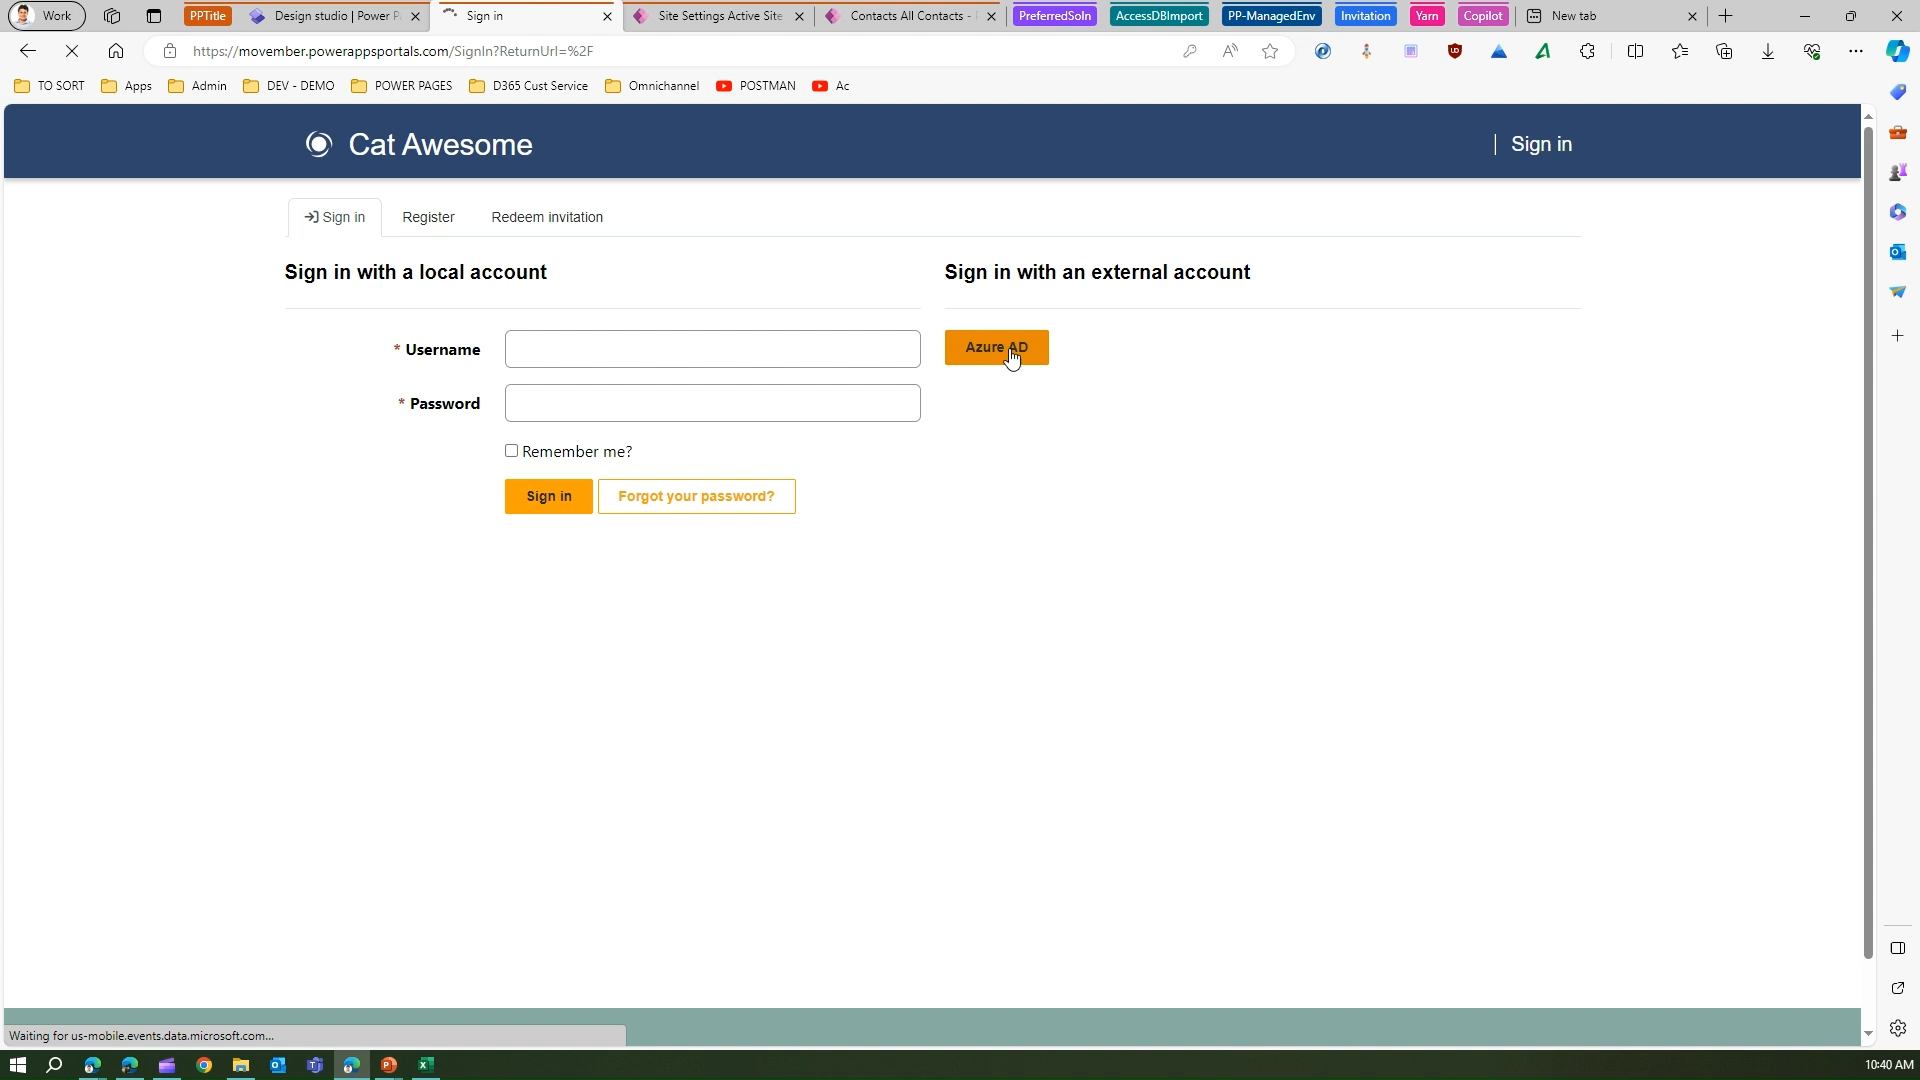 Work
PPTitle
Design studio | Power P
Sign in
Site Settings Active Site
Contacts All Contacts -
PreferredSoln
AccessDBImport
PP-ManagedEnv
Invitation
Yarn
Copilot
New tab
https://movember.powerappsportals.com/SignIn?ReturnUrl=%2F
TO SORT
Apps
Admin
DEV - DEMO
POWER PAGES
D365 Cust Service
Omnichannel
POSTMAN
Ac
Cat Awesome
| Sign in
Sign in
Register
Redeem invitation
Sign in with a local account
Sign in with an external account
* Username
Azure AD
* Password
Remember me?
Sign in
Forgot your password?
Waiting for us-mobile.events.data.microsoft.com...
10:40 AM